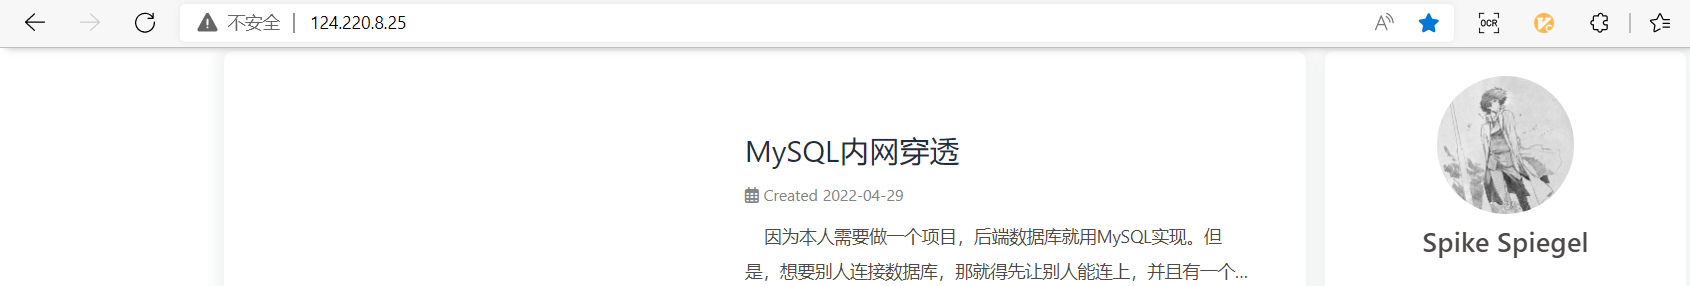 不安全 | 124.220.8.25
A
OCR
MySQL内网穿透
Created 2022-04-29
因为本人需要做一个项目，后端数据库就用MySQL实现。但
是，想要别人连接数据库，那就得先让别人能连上，并且有一个...
Spike Spiegel